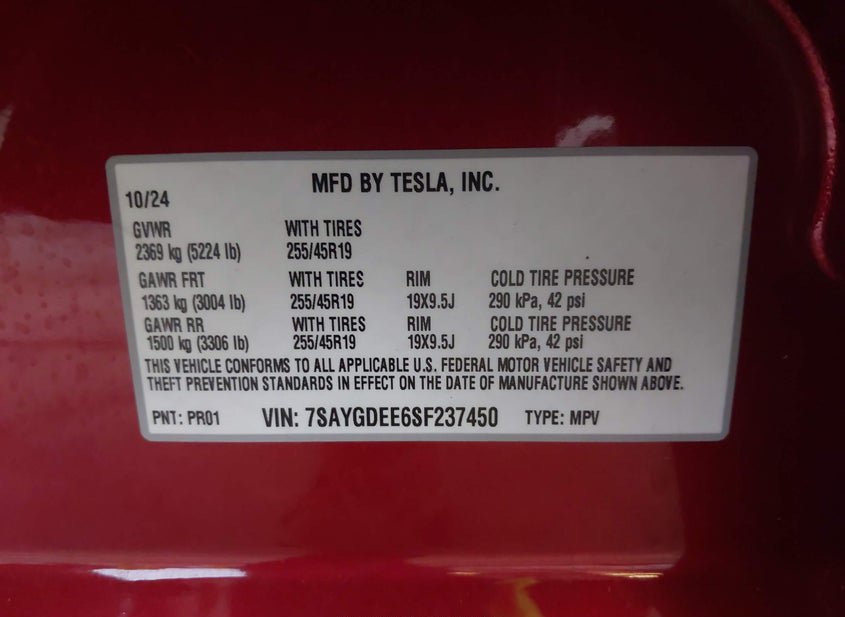 MFD BY TESLA, INC.
10/24
GVWR WITH TIRES
2369 kg (5224 lb) 255/45R19
GAWR FRT WITH TIRES RIM COLD TIRE PRESSURE
1363 kg (3004 lb) 255/45R19 19X9.5J 290 kPa, 42 psi
GAWR RR WITH TIRES RIM COLD TIRE PRESSURE
1500 kg (3306 lb) 255/45R19 19X9.5J 290 kPa, 42 psi
THIS VEHICLE CONFORMS TO ALL APPLICABLE U.S. FEDERAL MOTOR VEHICLE SAFETY AND
THEFT PREVENTION STANDARDS IN EFFECT ON THE DATE OF MANUFACTURE SHOWN ABOVE.
PNT: PR01 VIN: 7SAYGDEE6SF237450 TYPE: MPV